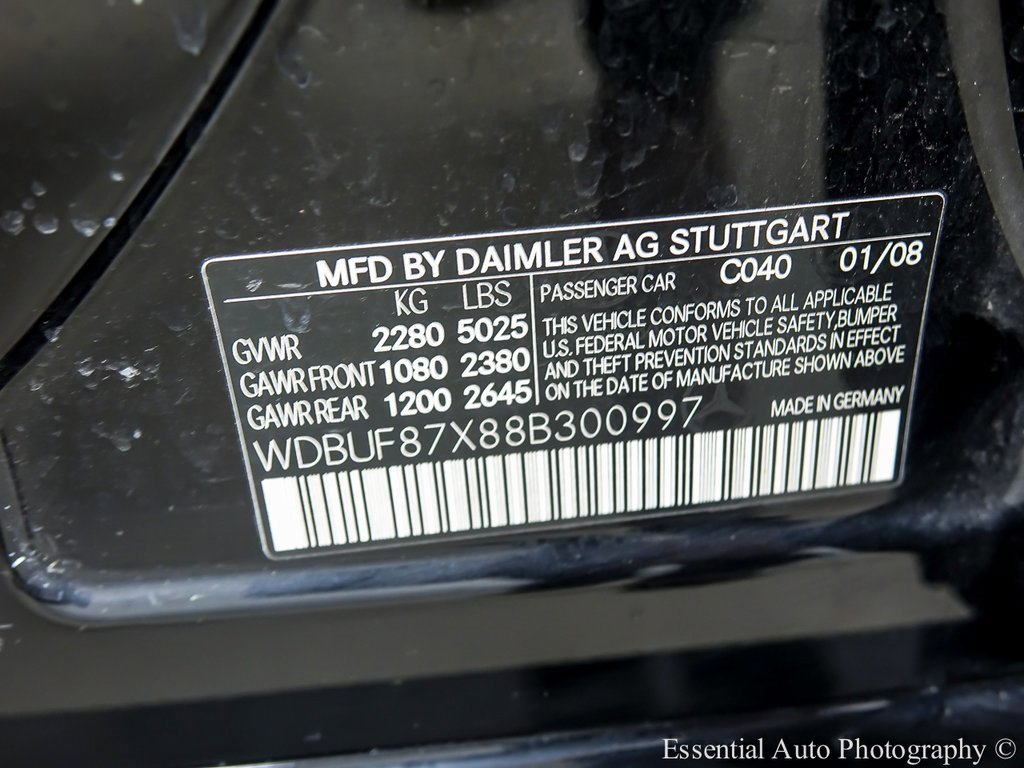 MFD BY DAIMLER AG STUTTGART
KG LBS
GVWR 2280 5025
GAWR FRONT 1080 2380
GAWR REAR 1200 2645
PASSENGER CAR C040 01/08
THIS VEHICLE CONFORMS TO ALL APPLICABLE
U.S. FEDERAL MOTOR VEHICLE SAFETY,BUMPER
AND THEFT PREVENTION STANDARDS IN EFFECT
ON THE DATE OF MANUFACTURE SHOWN ABOVE
WDBUF87X88B300997 MADE IN GERMANY
Essential Auto Photography ©